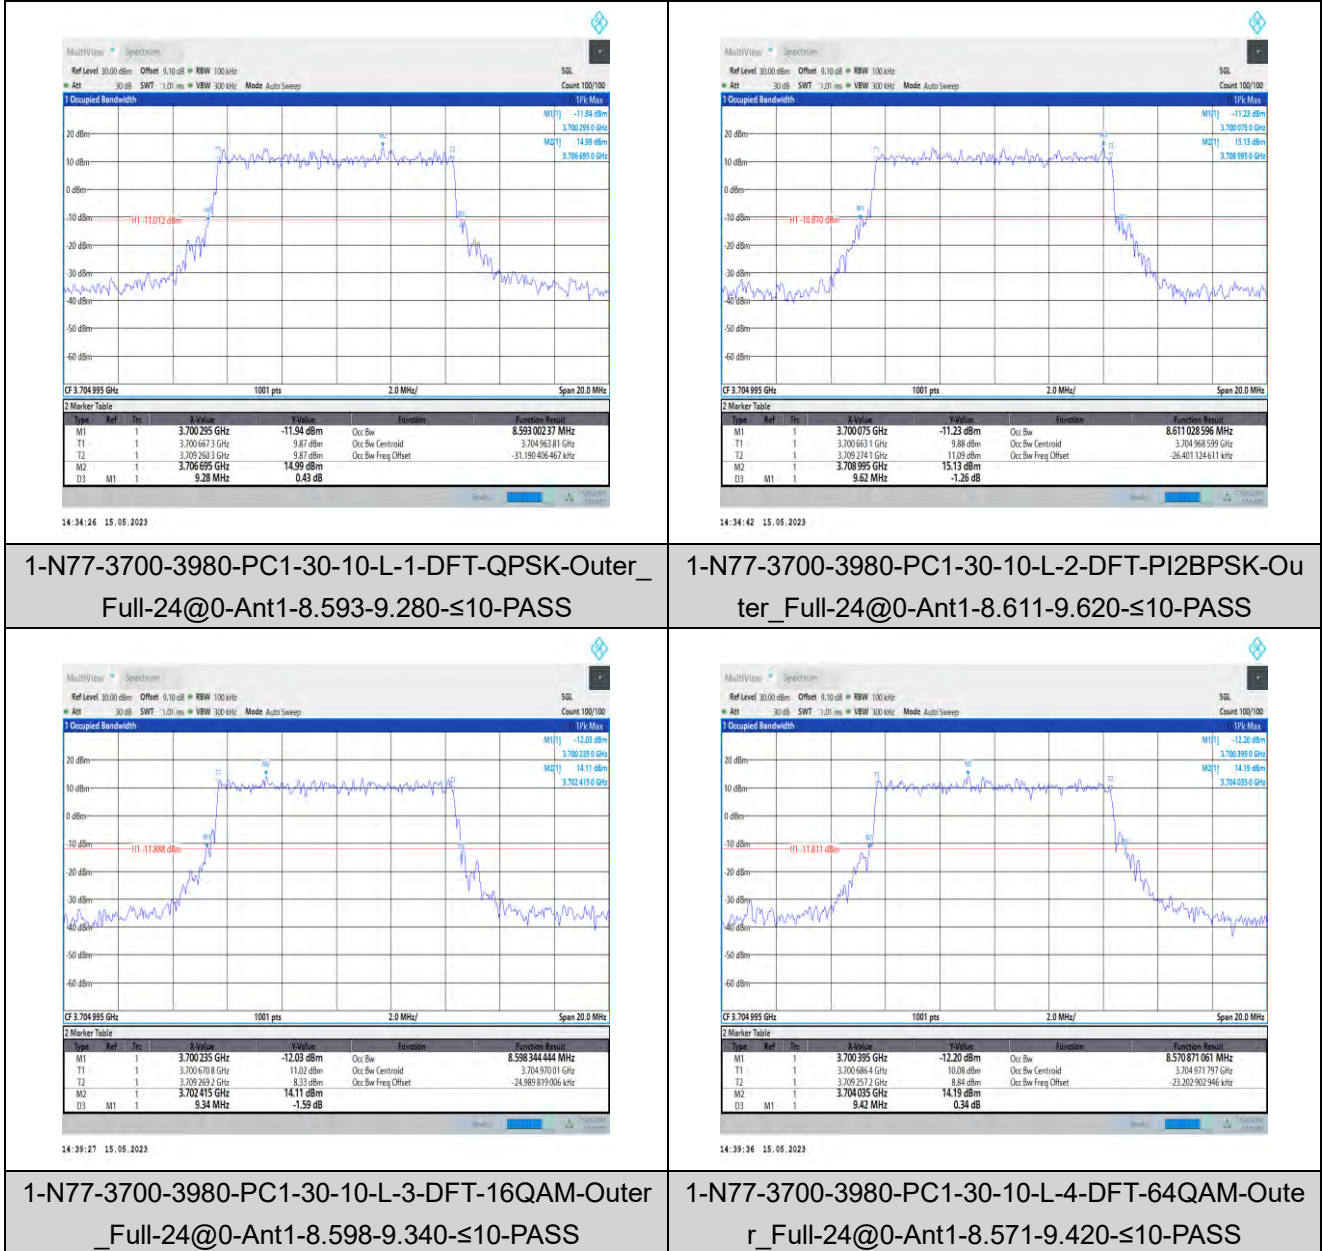 MultiView Spectrum
Ref Level 30.00 dBm Offset 9.10 dB RBW 100 kHz SGL
Att 30 dB SWT 1.01 ms VBW 300 kHz Mode Auto Sweep Count 100/100
1 Occupied Bandwidth 1Pk Max
M1[1] -11.94 dBm
3.700 295 0 GHz
M2[1] 14.99 dBm
3.706 695 0 GHz
20 dBm
10 dBm
0 dBm
-10 dBm
H1 -11.012 dBm
-20 dBm
-30 dBm
-40 dBm
-50 dBm
-60 dBm
CF 3.704 995 GHz 1001 pts 2.0 MHz/ Span 20.0 MHz
2 Marker Table
Type Ref Trc X-Value Y-Value Function Function Result
M1 1 3.700 295 GHz -11.94 dBm Occ Bw 8.593 002 37 MHz
T1 1 3.700 667 3 GHz 9.87 dBm Occ Bw Centroid 3.704 963 81 GHz
T2 1 3.709 260 3 GHz 9.87 dBm Occ Bw Freq Offset -31.190 406 467 kHz
M2 1 3.706 695 GHz 14.99 dBm
D3 M1 1 9.28 MHz 0.43 dB
14:34:26 15.05.2023
1-N77-3700-3980-PC1-30-10-L-1-DFT-QPSK-Outer_
Full-24@0-Ant1-8.593-9.280-≤10-PASS
MultiView Spectrum
Ref Level 30.00 dBm Offset 9.10 dB RBW 100 kHz SGL
Att 30 dB SWT 1.01 ms VBW 300 kHz Mode Auto Sweep Count 100/100
1 Occupied Bandwidth 1Pk Max
M1[1] -11.23 dBm
3.700 075 0 GHz
M2[1] 15.13 dBm
3.708 995 0 GHz
20 dBm
10 dBm
0 dBm
-10 dBm
H1 -10.870 dBm
-20 dBm
-30 dBm
-40 dBm
-50 dBm
-60 dBm
CF 3.704 995 GHz 1001 pts 2.0 MHz/ Span 20.0 MHz
2 Marker Table
Type Ref Trc X-Value Y-Value Function Function Result
M1 1 3.700 075 GHz -11.23 dBm Occ Bw 8.611 028 596 MHz
T1 1 3.700 663 1 GHz 9.88 dBm Occ Bw Centroid 3.704 968 599 GHz
T2 1 3.709 274 1 GHz 11.09 dBm Occ Bw Freq Offset -26.401 124 611 kHz
M2 1 3.708 995 GHz 15.13 dBm
D3 M1 1 9.62 MHz -1.26 dB
14:34:42 15.05.2023
1-N77-3700-3980-PC1-30-10-L-2-DFT-PI2BPSK-Ou
ter_Full-24@0-Ant1-8.611-9.620-≤10-PASS
MultiView Spectrum
Ref Level 30.00 dBm Offset 9.10 dB RBW 100 kHz SGL
Att 30 dB SWT 1.01 ms VBW 300 kHz Mode Auto Sweep Count 100/100
1 Occupied Bandwidth 1Pk Max
M1[1] -12.03 dBm
3.700 235 0 GHz
M2[1] 14.11 dBm
3.702 415 0 GHz
20 dBm
10 dBm
0 dBm
-10 dBm
H1 -11.888 dBm
-20 dBm
-30 dBm
-40 dBm
-50 dBm
-60 dBm
CF 3.704 995 GHz 1001 pts 2.0 MHz/ Span 20.0 MHz
2 Marker Table
Type Ref Trc X-Value Y-Value Function Function Result
M1 1 3.700 235 GHz -12.03 dBm Occ Bw 8.598 344 444 MHz
T1 1 3.700 670 8 GHz 11.02 dBm Occ Bw Centroid 3.704 970 01 GHz
T2 1 3.709 269 2 GHz 8.33 dBm Occ Bw Freq Offset -24.989 819 006 kHz
M2 1 3.702 415 GHz 14.11 dBm
D3 M1 1 9.34 MHz -1.59 dB
14:39:27 15.05.2023
1-N77-3700-3980-PC1-30-10-L-3-DFT-16QAM-Outer
_Full-24@0-Ant1-8.598-9.340-≤10-PASS
MultiView Spectrum
Ref Level 30.00 dBm Offset 9.10 dB RBW 100 kHz SGL
Att 30 dB SWT 1.01 ms VBW 300 kHz Mode Auto Sweep Count 100/100
1 Occupied Bandwidth 1Pk Max
M1[1] -12.20 dBm
3.700 395 0 GHz
M2[1] 14.19 dBm
3.704 035 0 GHz
20 dBm
10 dBm
0 dBm
-10 dBm
H1 -11.811 dBm
-20 dBm
-30 dBm
-40 dBm
-50 dBm
-60 dBm
CF 3.704 995 GHz 1001 pts 2.0 MHz/ Span 20.0 MHz
2 Marker Table
Type Ref Trc X-Value Y-Value Function Function Result
M1 1 3.700 395 GHz -12.20 dBm Occ Bw 8.570 871 061 MHz
T1 1 3.700 686 4 GHz 10.08 dBm Occ Bw Centroid 3.704 971 797 GHz
T2 1 3.709 257 2 GHz 8.84 dBm Occ Bw Freq Offset -23.202 902 946 kHz
M2 1 3.704 035 GHz 14.19 dBm
D3 M1 1 9.42 MHz 0.34 dB
14:39:36 15.05.2023
1-N77-3700-3980-PC1-30-10-L-4-DFT-64QAM-Oute
r_Full-24@0-Ant1-8.571-9.420-≤10-PASS